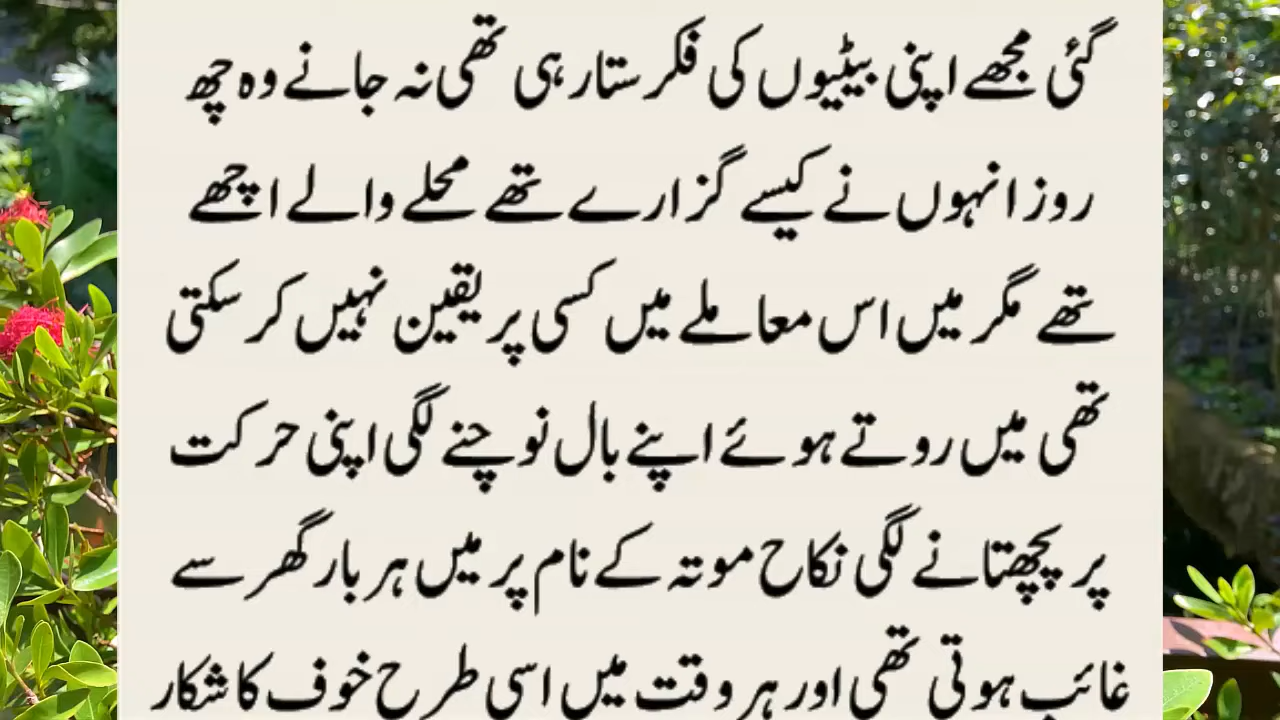 گئی مجھے اپنی بیٹیوں کی فکر ستا رہی تھی نہ جانے وہ چھ
روز انہوں نے کیسے گزارے تھے محلے والے اچھے
تھے مگر میں اس معاملے میں کسی پر یقین نہیں کر سکتی
تھی میں روتے ہوئے اپنے بال نوچنے لگی اپنی حرکت
پر پچھتانے لگی نکاح موتہ کے نام پر میں ہر بار گھر سے
غائب ہوتی تھی اور ہر وقت میں اسی طرح خوف کا شکار